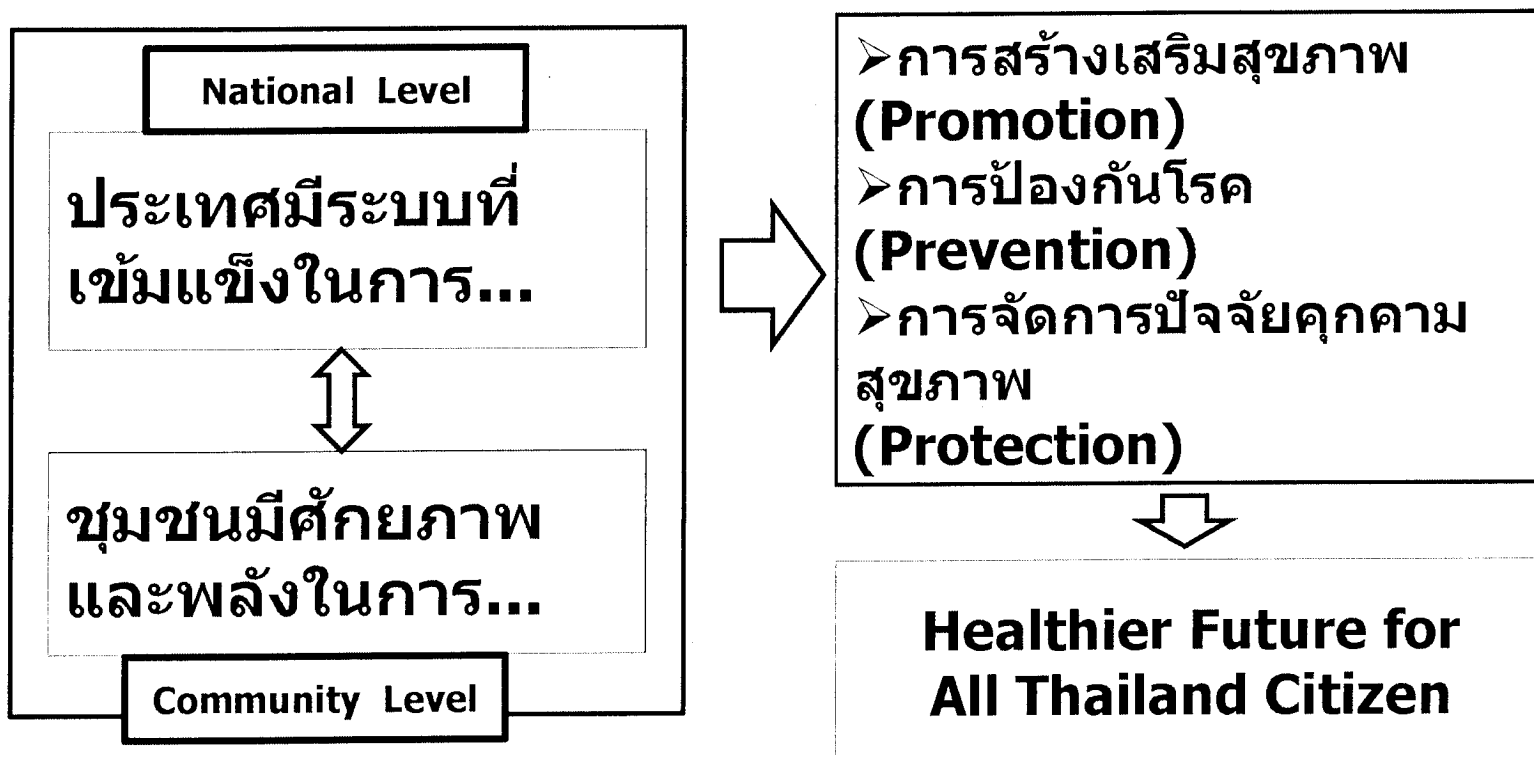 National Level
ประเทศมีระบบที่
เข้มแข็งในการ...
ชุมชนมีศักยภาพ
และพลังในการ...
Community Level
➢การสร้างเสริมสุขภาพ
(Promotion)
➢การป้องกันโรค
(Prevention)
➢การจัดการปัจจัยคุกคาม
สุขภาพ
(Protection)
Healthier Future for
All Thailand Citizen